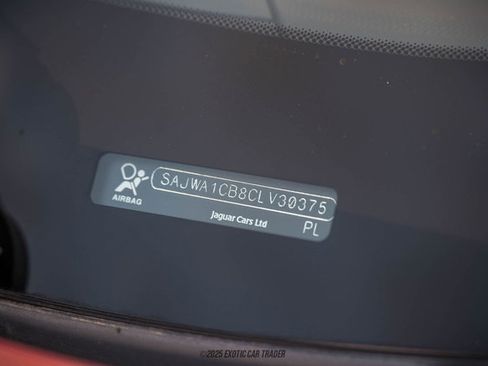 SAJWA1CB8CLV30375
AIRBAG
Jaguar Cars Ltd
PL
©2025 EXOTIC CAR TRADER